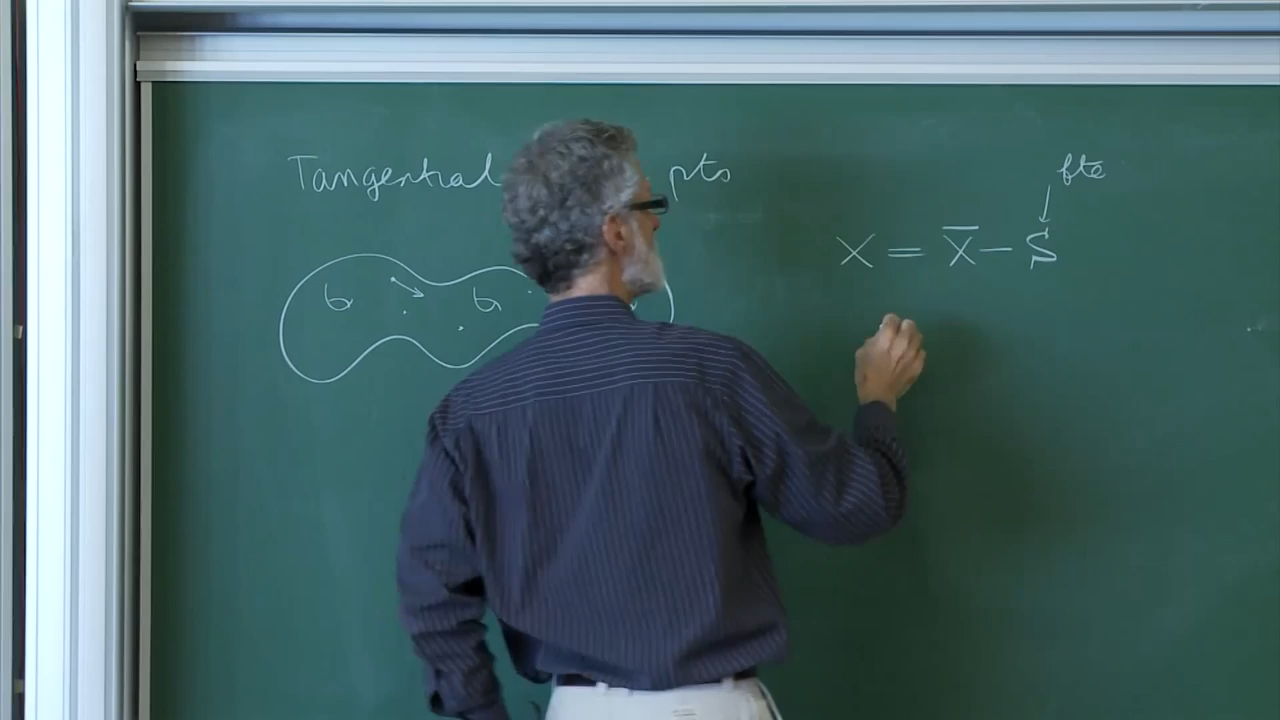 Tangential pts
fte
X = X̅ − S